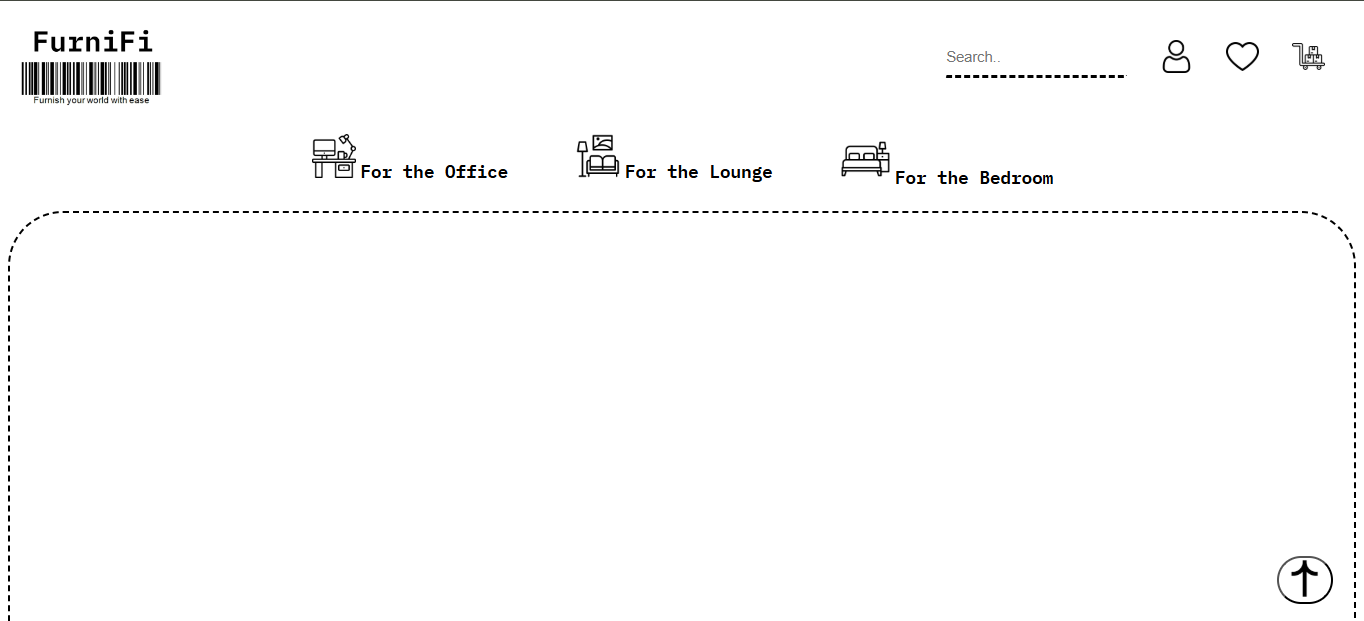 FurniFi
Furnish your world with ease
Search..
For the Office
For the Lounge
For the Bedroom